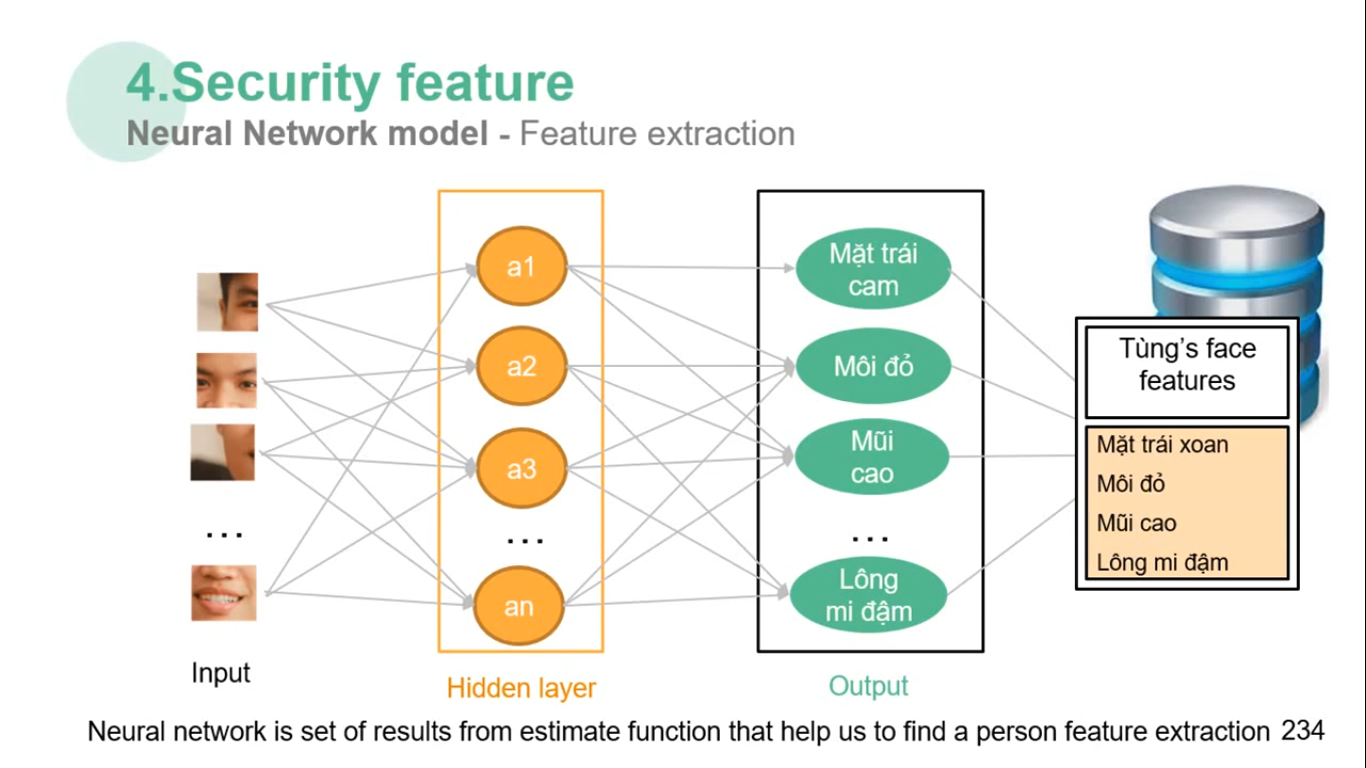 4.Security feature
Neural Network model - Feature extraction
a1
a2
a3
...
an
Mặt trái
cam
Môi đỏ
Mũi
cao
...
Lông
mi đậm
Tùng's face
features
Mặt trái xoan
Môi đỏ
Mũi cao
Lông mi đậm
...
Input
Hidden layer
Output
Neural network is set of results from estimate function that help us to find a person feature extraction 234